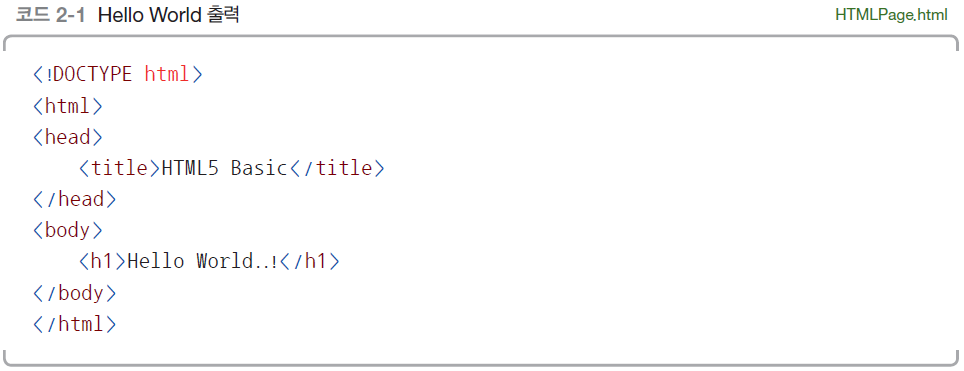 코드 2-1 Hello World 출력 HTMLPage.html
<!DOCTYPE html>
<html>
<head>
    <title>HTML5 Basic</title>
</head>
<body>
    <h1>Hello World..!</h1>
</body>
</html>